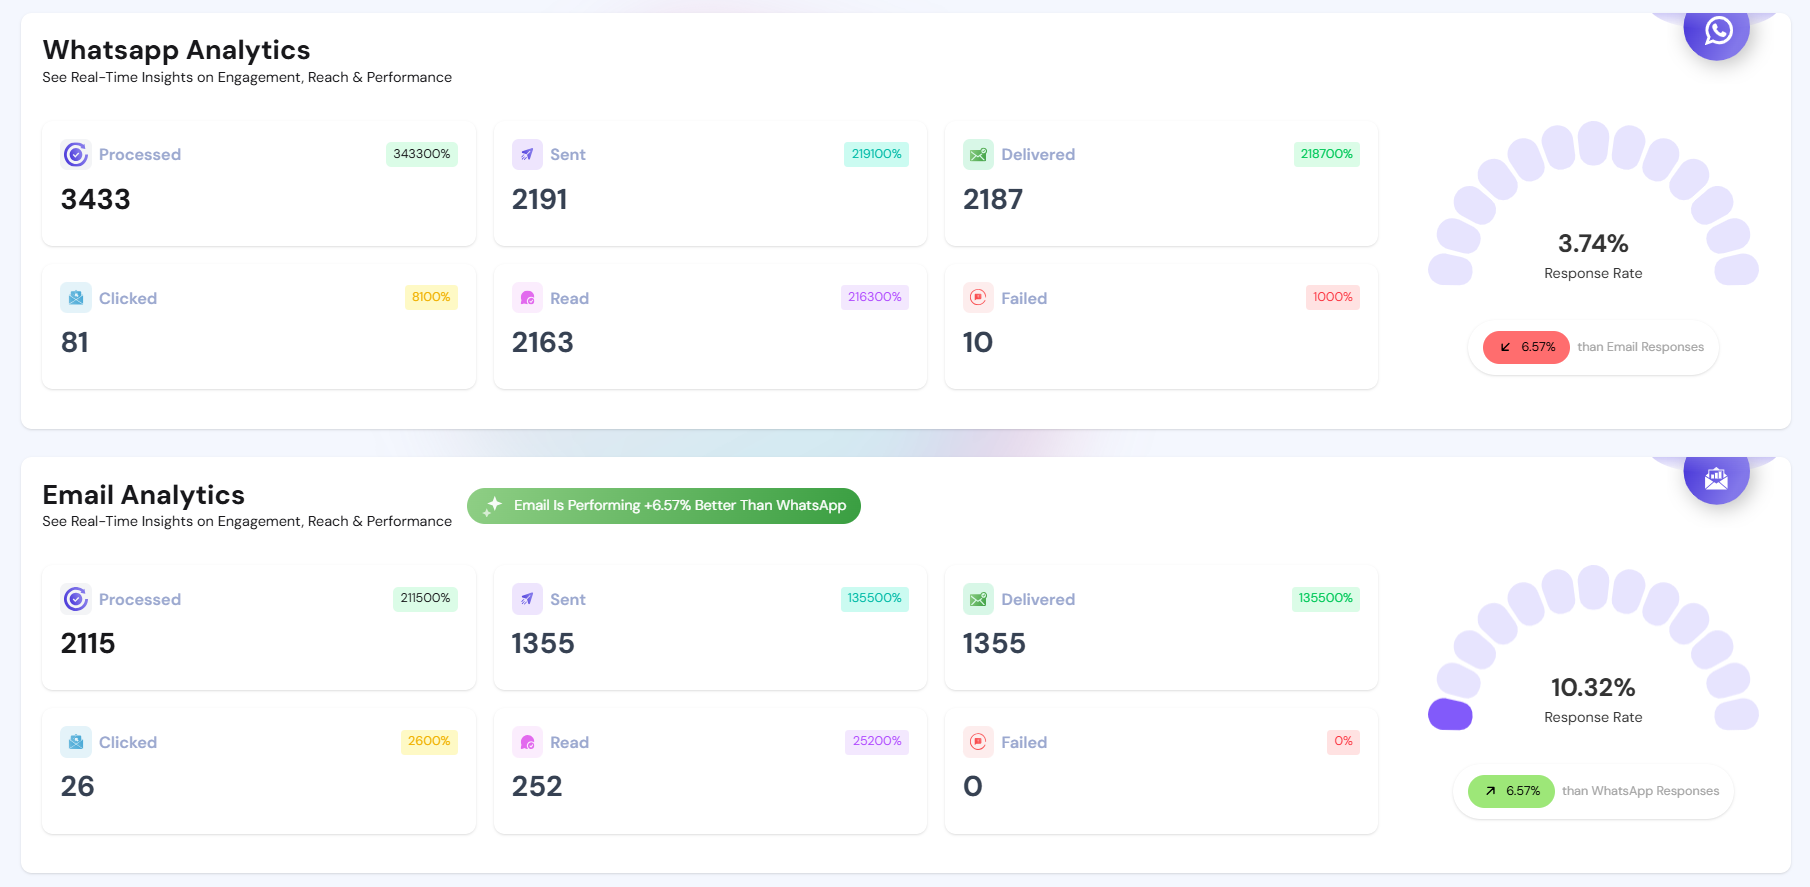 Whatsapp Analytics
See Real-Time Insights on Engagement, Reach & Performance
Processed 343300%
3433
Sent 219100%
2191
Delivered 218700%
2187
Clicked 8100%
81
Read 216300%
2163
Failed 1000%
10
3.74%
Response Rate
6.57% than Email Responses
Email Analytics
See Real-Time Insights on Engagement, Reach & Performance
Email Is Performing +6.57% Better Than WhatsApp
Processed 211500%
2115
Sent 135500%
1355
Delivered 135500%
1355
Clicked 2600%
26
Read 25200%
252
Failed 0%
0
10.32%
Response Rate
6.57% than WhatsApp Responses